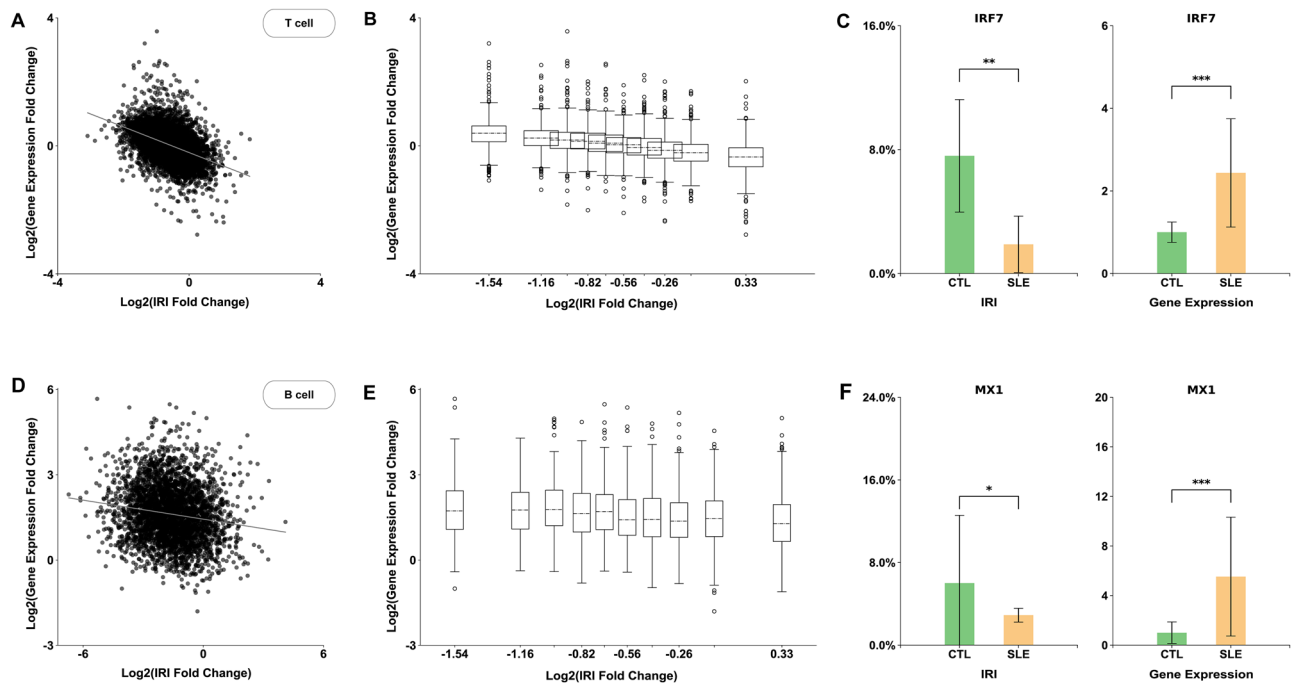 A
T cell
4
2
0
-4
Log2(Gene Expression Fold Change)
-4
0
4
Log2(IRI Fold Change)
B
4
0
-4
Log2(Gene Expression Fold Change)
-1.54
-1.16
-0.82
-0.56
-0.26
0.33
Log2(IRI Fold Change)
C
IRF7
16.0%
8.0%
0.0%
**
CTL
SLE
IRI
IRF7
6
4
2
0
***
CTL
SLE
Gene Expression
D
B cell
6
3
0
-3
Log2(Gene Expression Fold Change)
-6
0
6
Log2(IRI Fold Change)
E
6
3
0
-3
Log2(Gene Expression Fold Change)
-1.54
-1.16
-0.82
-0.56
-0.26
0.33
Log2(IRI Fold Change)
F
MX1
24.0%
16.0%
8.0%
0.0%
*
CTL
SLE
IRI
MX1
20
16
12
6
4
0
***
CTL
SLE
Gene Expression